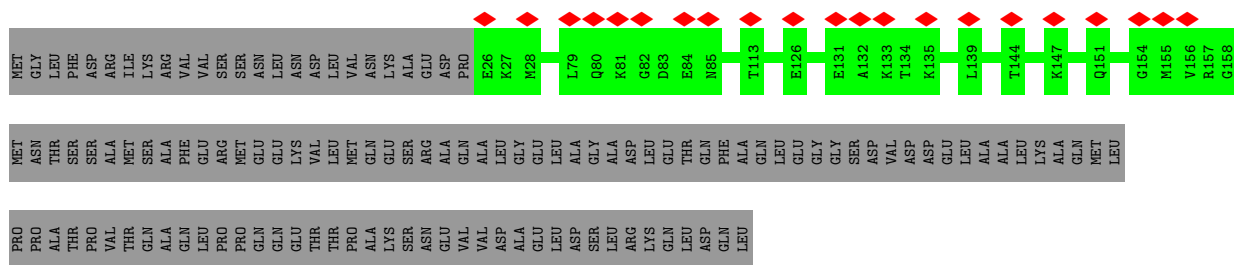 MET GLY LEU PHE ASP ARG ILE LYS ARG VAL VAL SER SER ASN LEU ASN ASP LEU VAL ASN LYS ALA GLU ASP PRO E26 K27 M28 L79 Q80 K81 G82 D83 E84 N85 T113 E126 E131 A132 K133 T134 K135 L139 T144 K147 Q151 G154 M155 V156 R157 G158
MET ASN THR SER SER ALA MET SER ALA PHE GLU ARG MET GLU GLU LYS VAL LEU MET GLN GLU SER ARG ALA GLN ALA LEU GLY GLU LEU ALA GLY ALA ASP LEU GLU THR GLN PHE ALA GLN LEU GLU GLY GLY SER ASP VAL ASP ASP GLU LEU ALA ALA LEU LYS ALA GLN MET LEU
PRO PRO ALA THR PRO VAL THR GLN ALA GLN LEU PRO PRO GLN GLN GLU THR THR PRO ALA LYS SER ASN GLU VAL VAL ASP ALA GLU LEU ASP SER LEU ARG LYS GLN LEU ASP GLN LEU